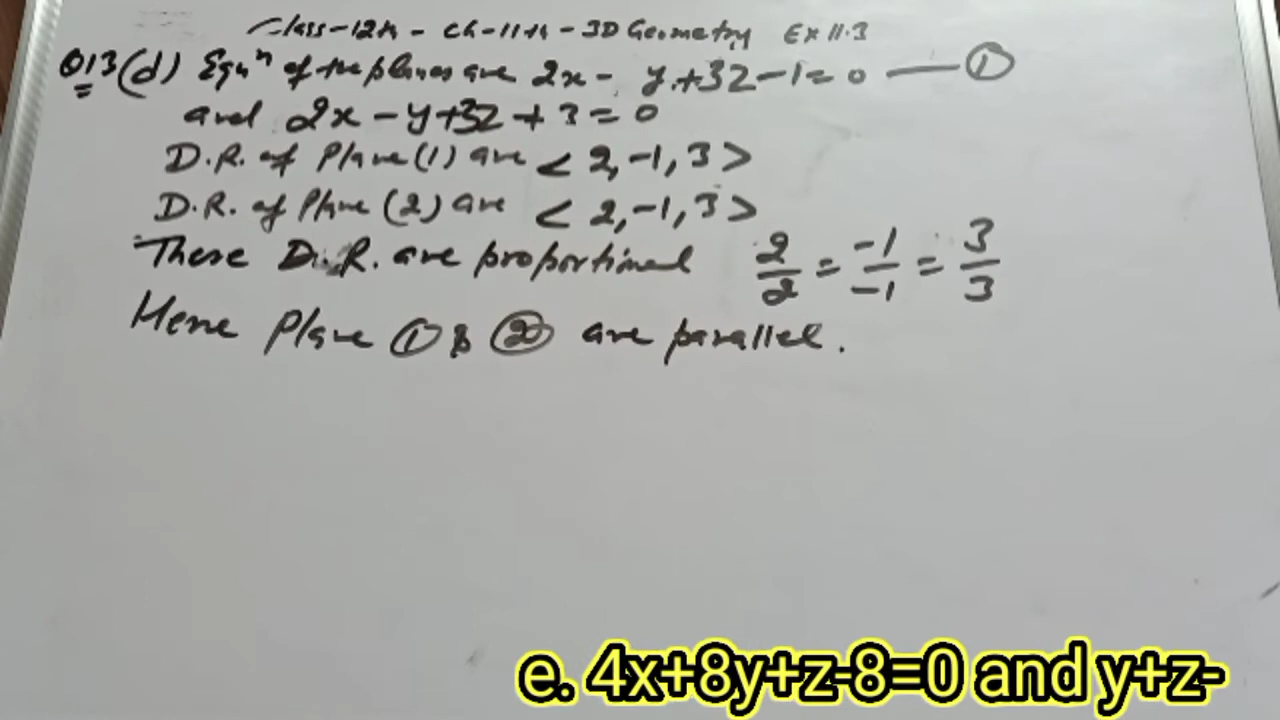 Class-12th - Ch-11th - 3D Geometry Ex 11.3
Q13(d) Eqnⁿ of the planes are 2x - y + 3z - 1 = 0 —— ①
and 2x - y + 3z + 3 = 0
D.R. of Plane (1) are < 2, -1, 3 >
D.R. of Plane (2) are < 2, -1, 3 >
These D.R. are proportional 2/2 = -1/-1 = 3/3
Hence Plane ① & ② are parallel.
e. 4x+8y+z-8=0 and y+z-